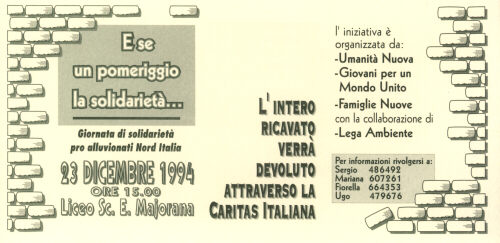 E se
un pomeriggio
la solidarietà...
Giornata di solidarietà
pro alluvionati Nord Italia
23 DICEMBRE 1994
ORE 15.00
Liceo Sc. E. Majorana
L'INTERO
RICAVATO
VERRÀ
DEVOLUTO
ATTRAVERSO LA
CARITAS ITALIANA
l' iniziativa è
organizzata da:
-Umanità Nuova
-Giovani per un
Mondo Unito
-Famiglie Nuove
con la collaborazione di
-Lega Ambiente
Per informazioni rivolgersi a:
Sergio 486492
Mariana 607261
Fiorella 664353
Ugo 479676